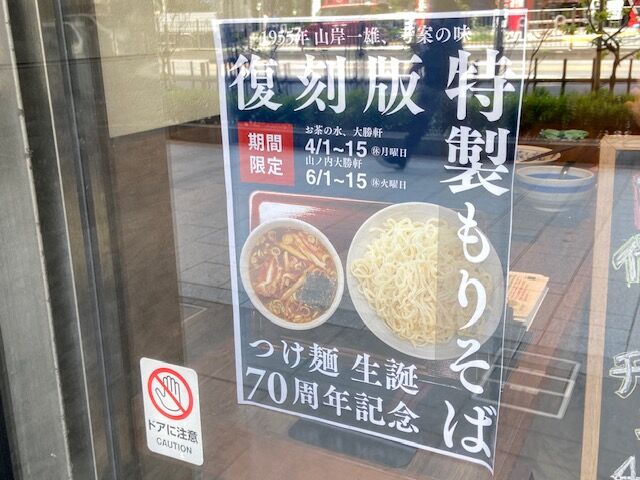 1955年 山岸一雄、考案の味
復刻版
特製もりそば
期間
限定
お茶の水、大勝軒
4/1~15 ㊡月曜日
山ノ内大勝軒
6/1~15 ㊡火曜日
つけ麺 生誕
70周年記念
ドアに注意
CAUTION